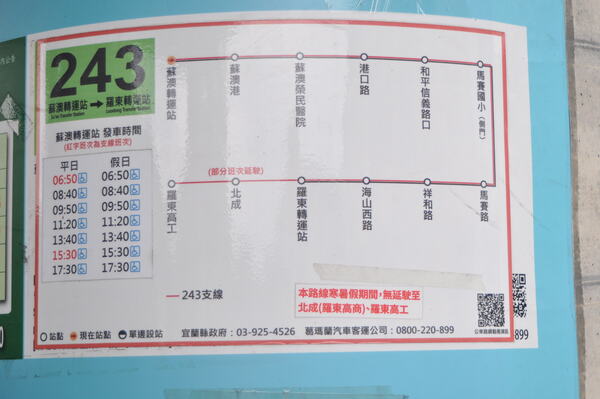 243
蘇澳轉運站 → 羅東轉運站
Su'ao Transfer Station
Luodong Transfer Station
蘇澳轉運站 發車時間
(紅字班次為支線班次)
平日 假日
06:50 06:50
08:40 08:40
09:50 09:50
11:20 11:20
13:40 13:40
15:30 15:30
17:30 17:30
蘇澳轉運站
蘇澳港
蘇澳榮民醫院
港口路
和平信義路口
馬賽國小(側門)
(部分班次延駛)
羅東高工
北成
羅東轉運站
海山西路
祥和路
馬賽路
243支線
本路線寒暑假期間,無延駛至
北成(羅東高商)、羅東高工
站點 現在站點 單邊設站 宜蘭縣政府:03-925-4526 葛瑪蘭汽車客運公司:0800-220-899
899